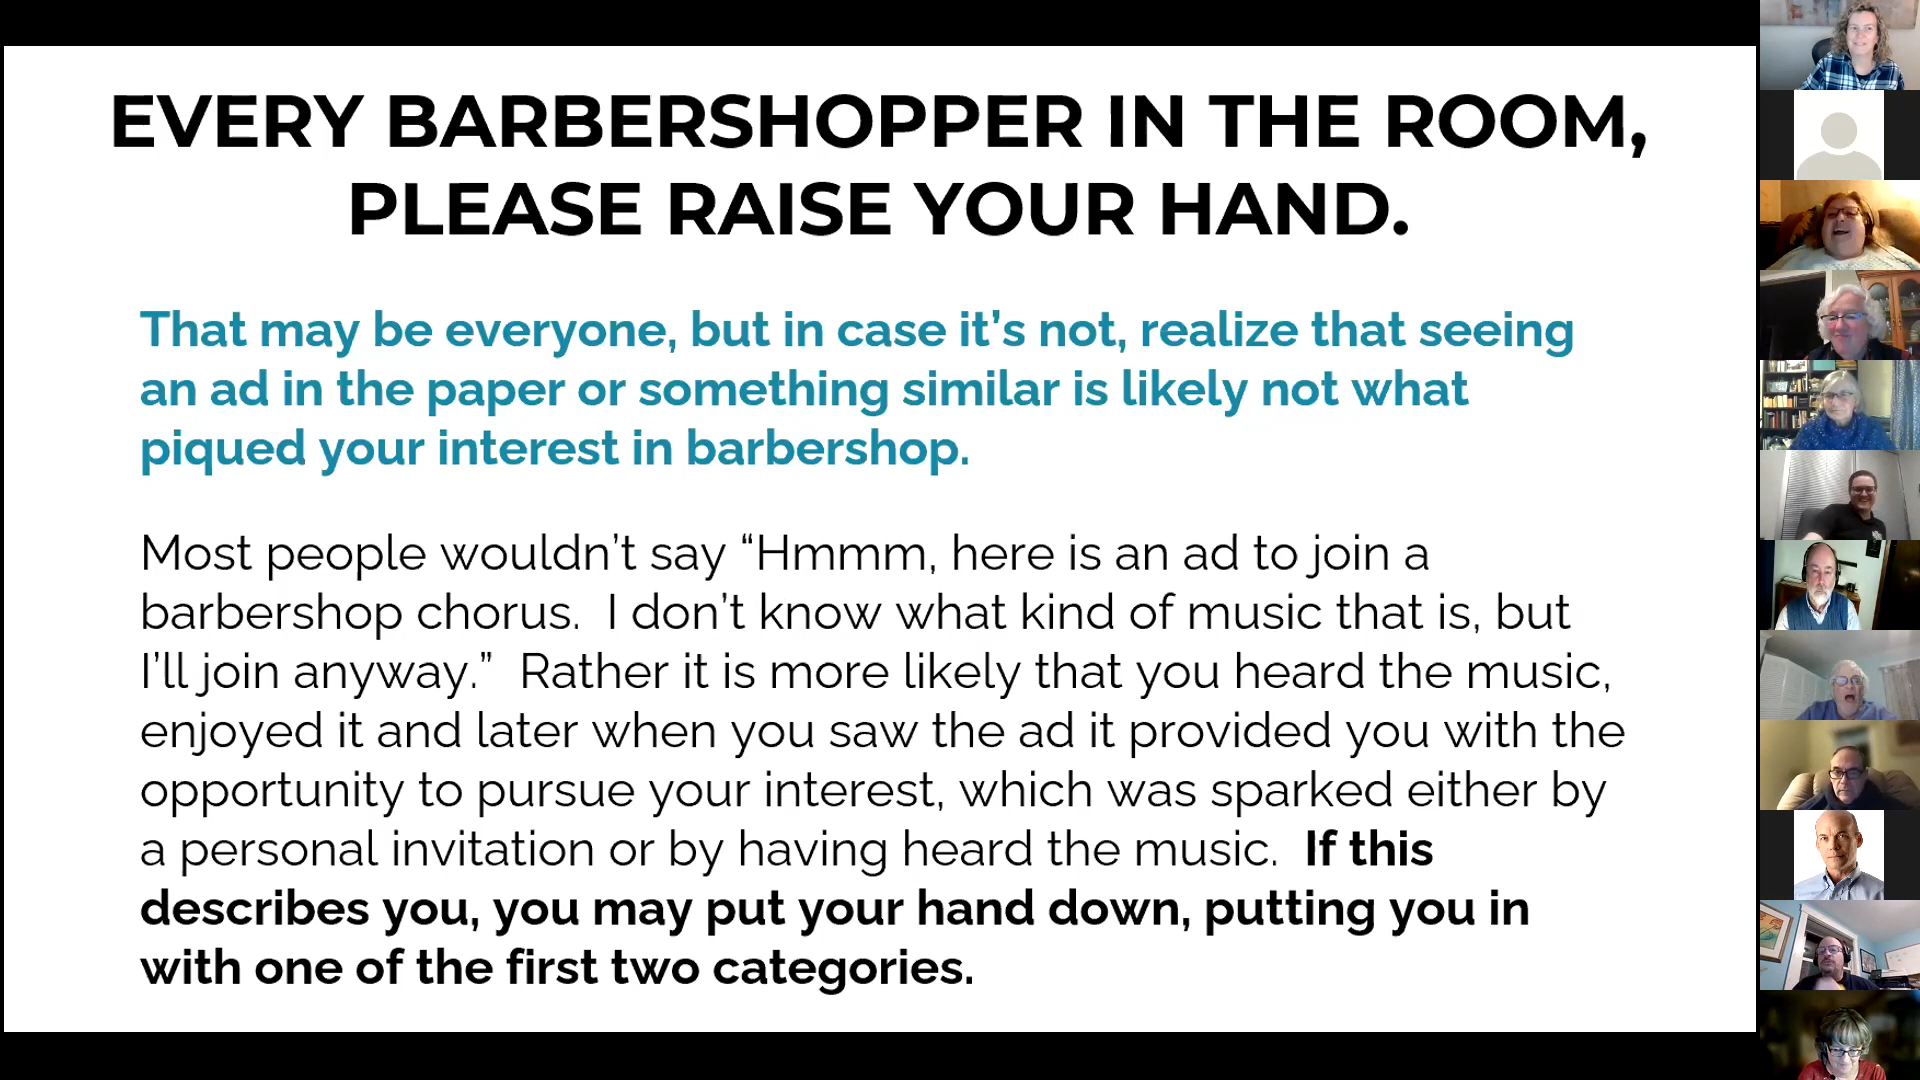 EVERY BARBERSHOPPER IN THE ROOM,
PLEASE RAISE YOUR HAND.
That may be everyone, but in case it’s not, realize that seeing
an ad in the paper or something similar is likely not what
piqued your interest in barbershop.
Most people wouldn’t say “Hmmm, here is an ad to join a
barbershop chorus.  I don’t know what kind of music that is, but
I’ll join anyway.”  Rather it is more likely that you heard the music,
enjoyed it and later when you saw the ad it provided you with the
opportunity to pursue your interest, which was sparked either by
a personal invitation or by having heard the music.  If this
describes you, you may put your hand down, putting you in
with one of the first two categories.